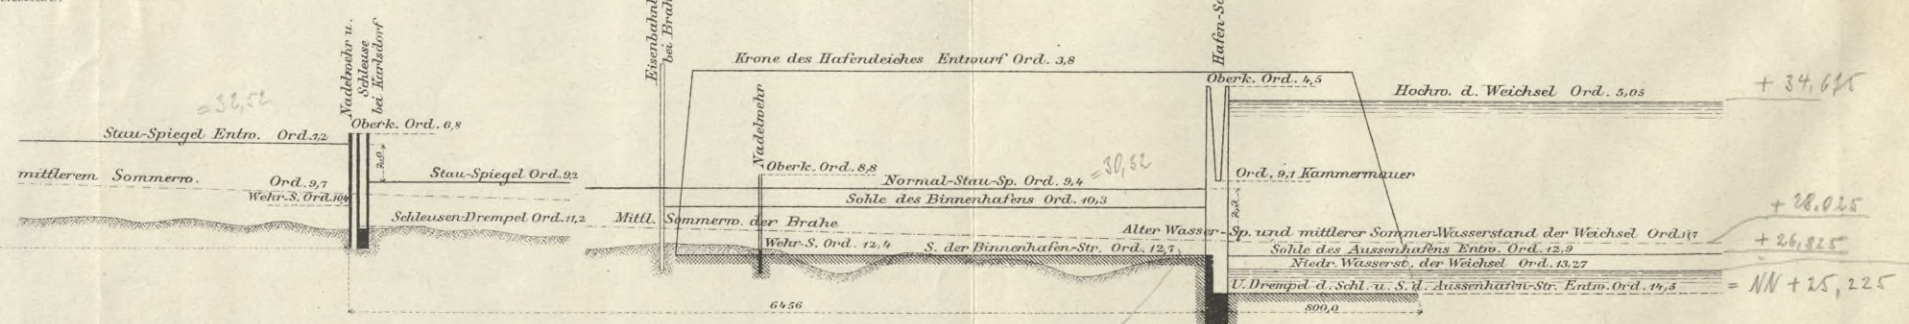 Nadelwehr u.
Schleuse
bei Karlsdorf
bei Brah
Hafen-Sc
Krone des Hafendeiches Entwurf Ord. 3,8
Oberk. Ord. 4,5
Hochw. d. Weichsel Ord. 5,05
+ 34,675
= 32,52
Oberk. Ord. 6,8
Stau-Spiegel Entw. Ord. 7,2
2,0
Nadelwehr
Oberk. Ord. 8,8
= 30,52
mittlerem Sommerw. Ord. 9,7
Stau-Spiegel Ord. 9,2
Normal-Stau-Sp. Ord. 9,4
Ord. 9,1 Kammermauer
Sohle des Binnenhafens Ord. 10,3
Schleusen-Drempel Ord. 11,2
Mittl. Sommerw. der Brahe
+ 28.025
Alter Wasser-Sp. und mittlerer Sommer-Wasserstand der Weichsel Ord. 11,7
Wehr-S. Ord. 12,4
S. der Binnenhafen-Str. Ord. 12,7
Sohle des Aussenhafens Entw. Ord. 12,9
+ 26,825
Niedr. Wasserst. der Weichsel Ord. 13,27
U. Drempel d. Schl. u. S. d. Aussenhafen-Str. Entw. Ord. 14,5
= NN + 25,225
6456
800,0